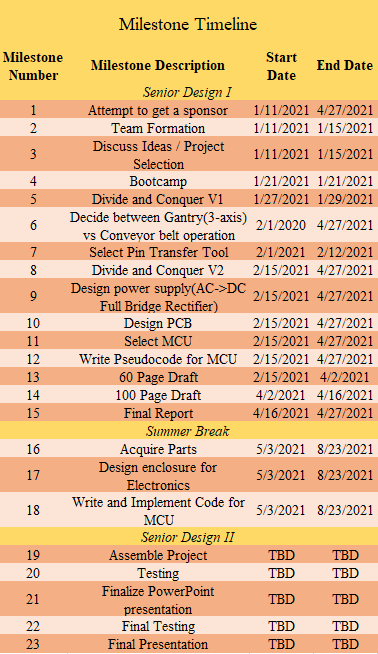 Milestone Timeline
Milestone Number Milestone Description Start Date End Date
Senior Design I
1 Attempt to get a sponsor 1/11/2021 4/27/2021
2 Team Formation 1/11/2021 1/15/2021
3 Discuss Ideas / Project Selection 1/11/2021 1/15/2021
4 Bootcamp 1/21/2021 1/21/2021
5 Divide and Conquer V1 1/27/2021 1/29/2021
6 Decide between Gantry(3-axis) vs Conveyor belt operation 2/1/2020 4/27/2021
7 Select Pin Transfer Tool 2/1/2021 2/12/2021
8 Divide and Conquer V2 2/15/2021 4/27/2021
9 Design power supply(AC->DC Full Bridge Rectifier) 2/15/2021 4/27/2021
10 Design PCB 2/15/2021 4/27/2021
11 Select MCU 2/15/2021 4/27/2021
12 Write Pseudocode for MCU 2/15/2021 4/27/2021
13 60 Page Draft 2/15/2021 4/2/2021
14 100 Page Draft 4/2/2021 4/16/2021
15 Final Report 4/16/2021 4/27/2021
Summer Break
16 Acquire Parts 5/3/2021 8/23/2021
17 Design enclosure for Electronics 5/3/2021 8/23/2021
18 Write and Implement Code for MCU 5/3/2021 8/23/2021
Senior Design II
19 Assemble Project TBD TBD
20 Testing TBD TBD
21 Finalize PowerPoint presentation TBD TBD
22 Final Testing TBD TBD
23 Final Presentation TBD TBD